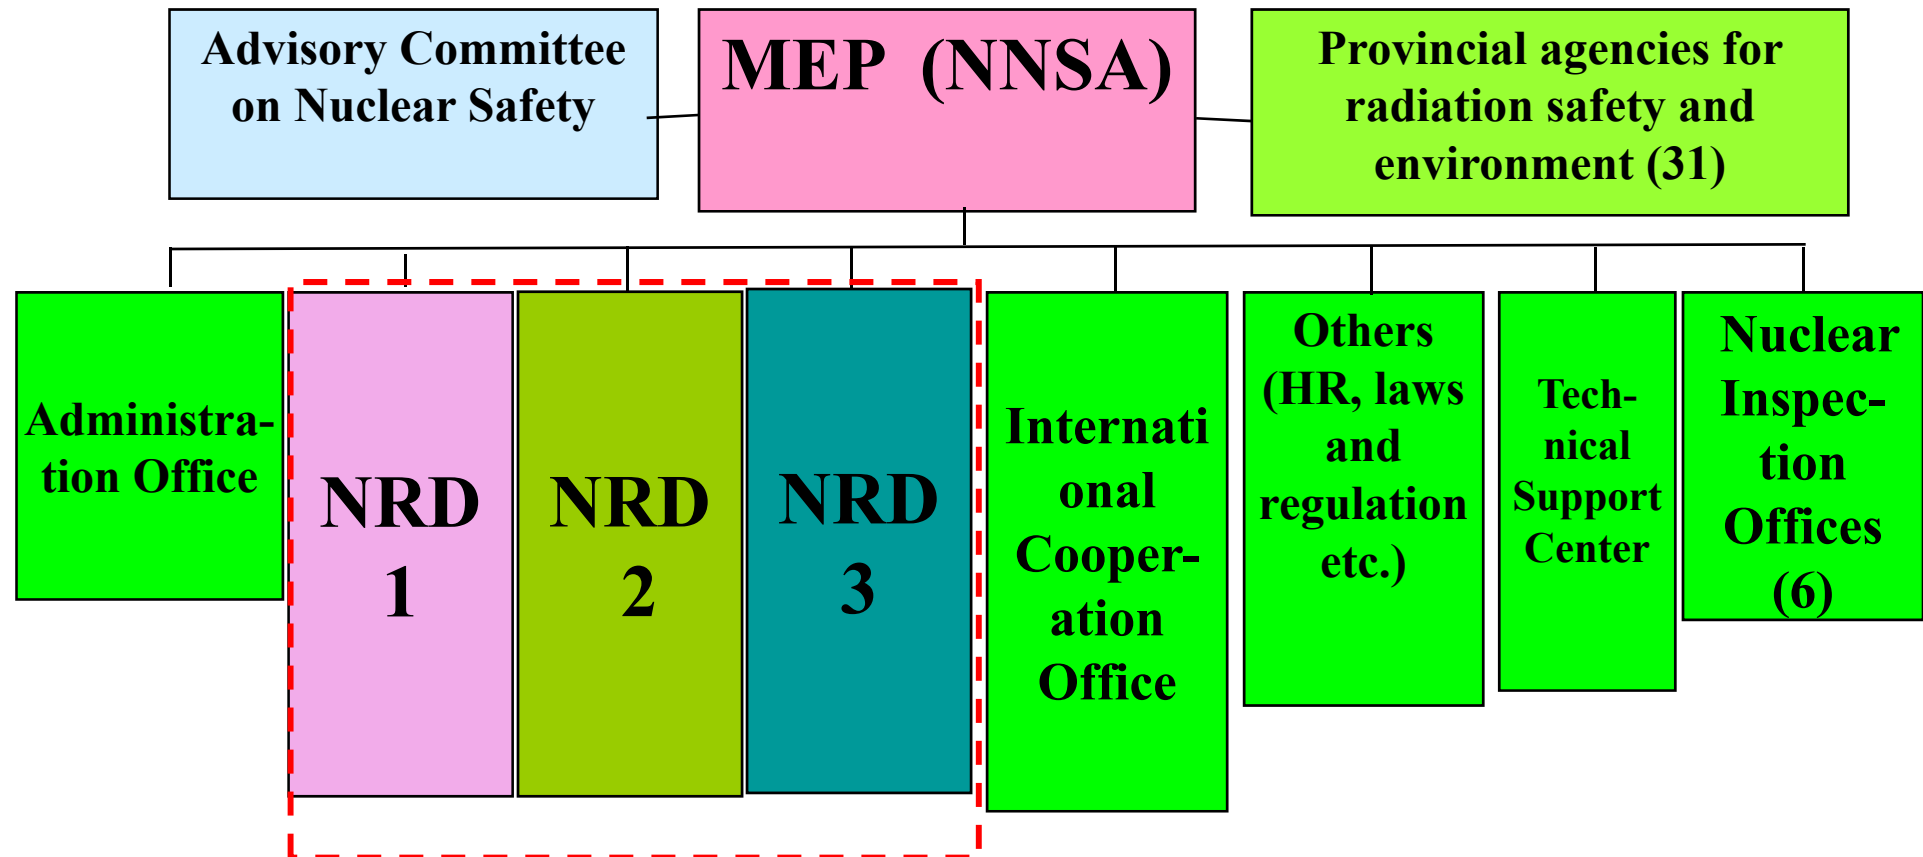 Advisory Committee
on Nuclear Safety
MEP (NNSA)
Provincial agencies for
radiation safety and
environment (31)
Administra-
tion Office
NRD
1
NRD
2
NRD
3
Internati
onal
Cooper-
ation
Office
Others
(HR, laws
and
regulation
etc.)
Tech-
nical
Support
Center
Nuclear
Inspec-
tion
Offices
(6)